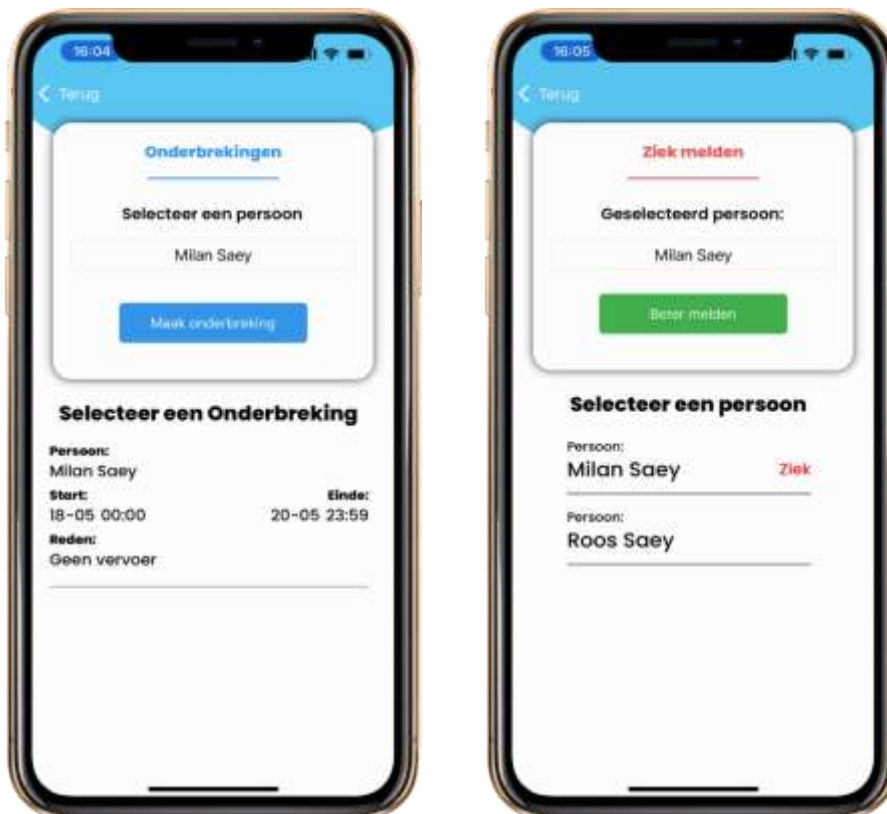 16:04
Terug
Onderbrekingen
Selecteer een persoon
Milan Saey
Maak onderbreking
Selecteer een Onderbreking
Persoon:
Milan Saey
Start: Einde:
18-05 00:00 20-05 23:59
Reden:
Geen vervoer
16:05
Terug
Ziek melden
Geselecteerd persoon:
Milan Saey
Beter melden
Selecteer een persoon
Persoon:
Milan Saey Ziek
Persoon:
Roos Saey